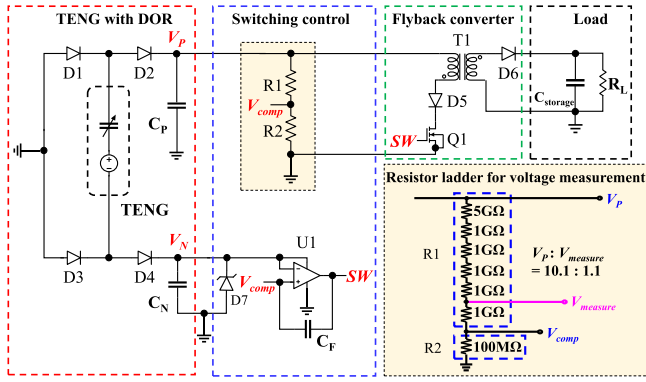 TENG with DOR
Switching control
Flyback converter
Load
D1
D2
V_P
C_P
TENG
D3
D4
V_N
C_N
R1
V_comp
R2
T1
D6
D5
SW
Q1
C_storage
R_L
D7
V_comp
U1
SW
C_F
Resistor ladder for voltage measurement
V_P
5GΩ
1GΩ
1GΩ
1GΩ
1GΩ
1GΩ
R1
V_P : V_measure
= 10.1 : 1.1
V_measure
V_comp
R2
100MΩ